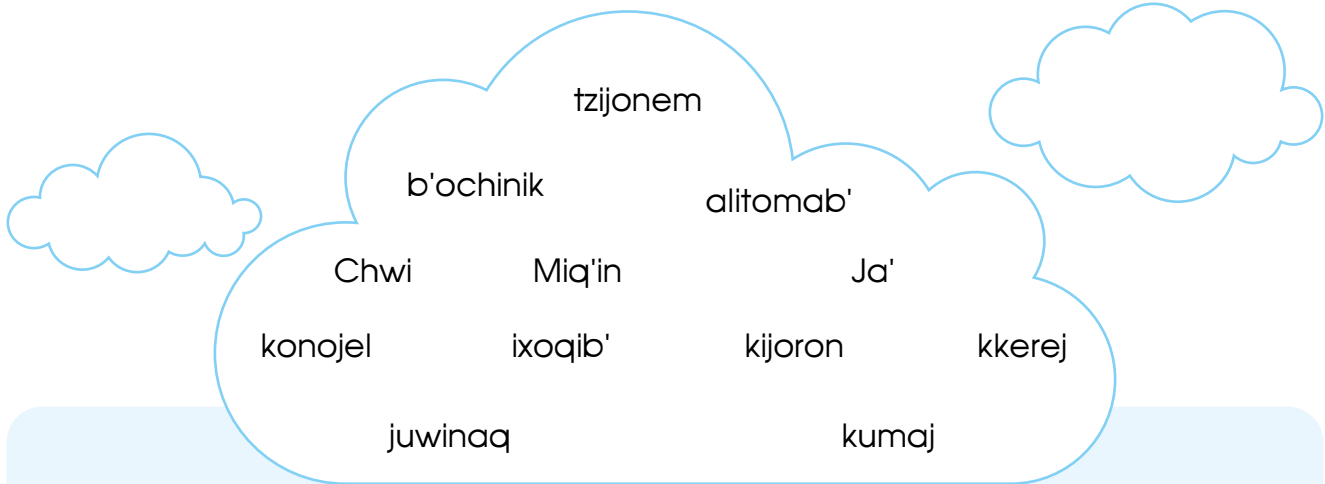 tzijonem
b'ochinik alitomab'
Chwi Miq'in Ja'
konojel ixoqib' kijoron kkerej
juwinaq kumaj